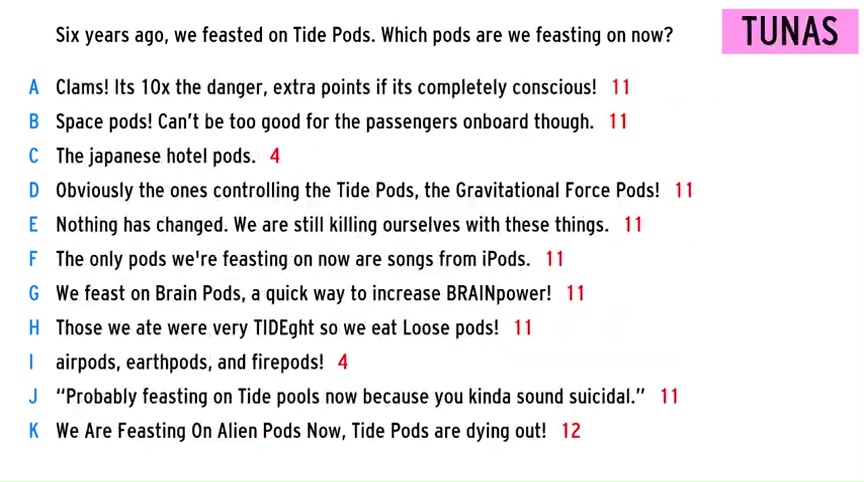 Six years ago, we feasted on Tide Pods. Which pods are we feasting on now?
TUNAS
A Clams! Its 10x the danger, extra points if its completely conscious! 11
B Space pods! Can't be too good for the passengers onboard though. 11
C The japanese hotel pods. 4
D Obviously the ones controlling the Tide Pods, the Gravitational Force Pods! 11
E Nothing has changed. We are still killing ourselves with these things. 11
F The only pods we're feasting on now are songs from iPods. 11
G We feast on Brain Pods, a quick way to increase BRAINpower! 11
H Those we ate were very TIDEght so we eat Loose pods! 11
I airpods, earthpods, and firepods! 4
J “Probably feasting on Tide pools now because you kinda sound suicidal.” 11
K We Are Feasting On Alien Pods Now, Tide Pods are dying out! 12